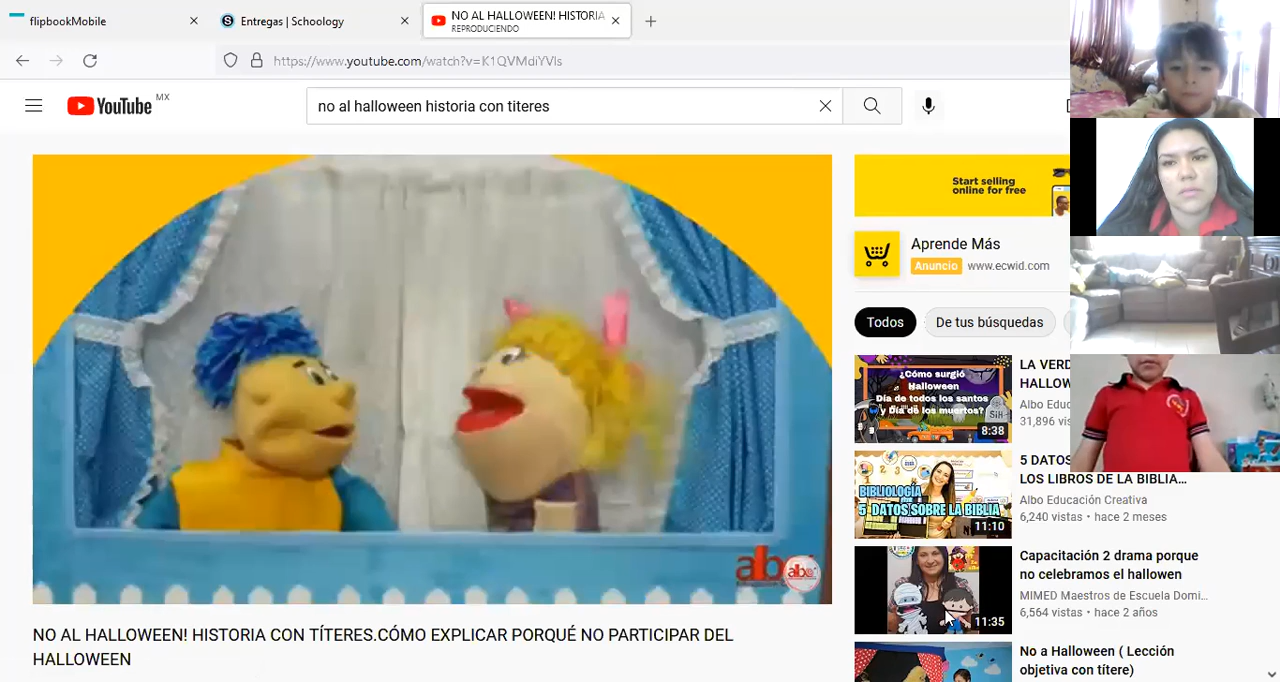 flipbookMobile
Entregas | Schoology
NO AL HALLOWEEN! HISTORIA
REPRODUCIENDO
https://www.youtube.com/watch?v=K1QVMdiYVls
YouTube MX
no al halloween historia con titeres
Start selling
online for free
Aprende Más
Anuncio www.ecwid.com
Todos
De tus búsquedas
¿Cómo surgió
Halloween
Día de todos los santos
y Día de los muertos?
8:38
LA VERD
HALLOW
Albo Educ
31,896 vis
BIBLIOLOGÍA
5 DATOS SOBRE LA BIBLIA
11:10
5 DATOS
LOS LIBROS DE LA BIBLIA...
Albo Educación Creativa
6,240 vistas • hace 2 meses
11:35
Capacitación 2 drama porque
no celebramos el hallowen
MIMED Maestros de Escuela Domi...
6,564 vistas • hace 2 años
No a Halloween ( Lección
objetiva con títere)
abc
abc
NO AL HALLOWEEN! HISTORIA CON TÍTERES.CÓMO EXPLICAR PORQUÉ NO PARTICIPAR DEL
HALLOWEEN